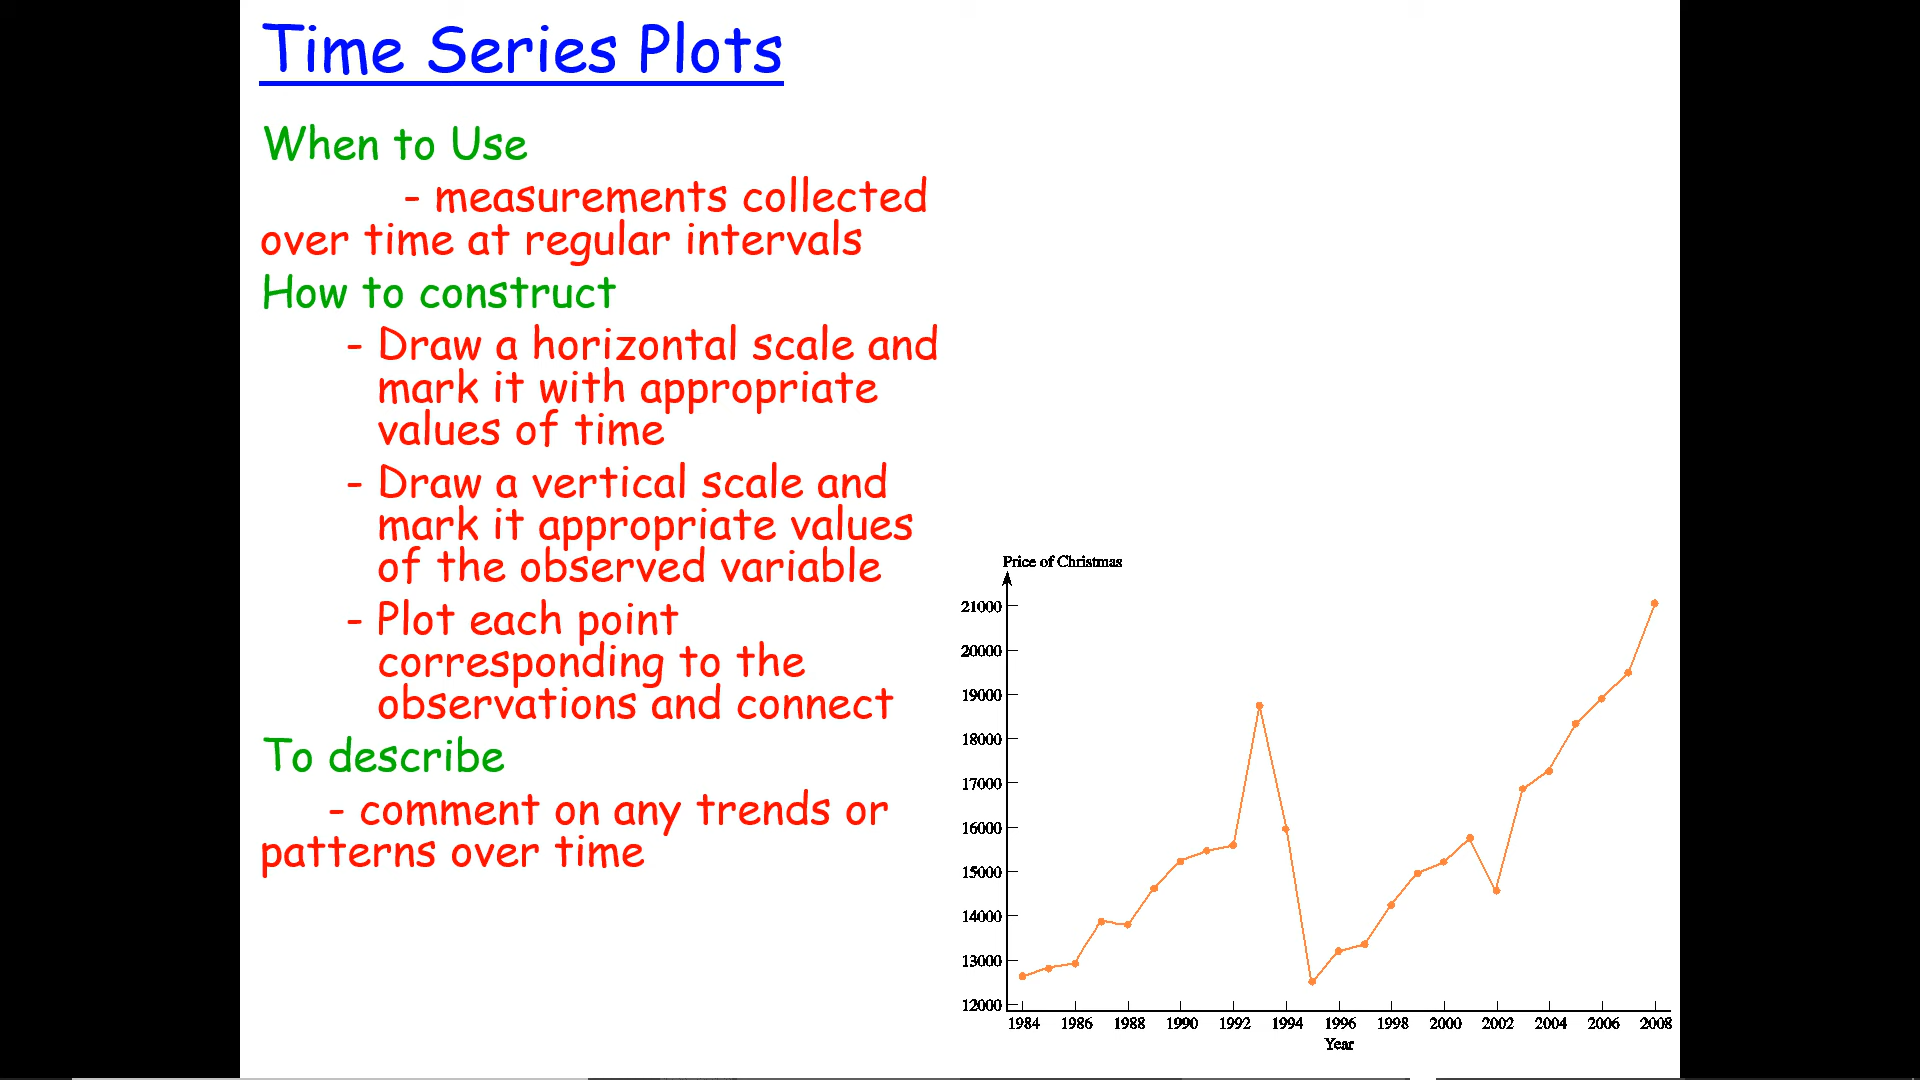 Time Series Plots
When to Use
- measurements collected
over time at regular intervals
How to construct
- Draw a horizontal scale and
mark it with appropriate
values of time
- Draw a vertical scale and
mark it appropriate values
of the observed variable
- Plot each point
corresponding to the
observations and connect
To describe
- comment on any trends or
patterns over time
Price of Christmas
21000
20000
19000
18000
17000
16000
15000
14000
13000
12000
1984 1986 1988 1990 1992 1994 1996 1998 2000 2002 2004 2006 2008
Year